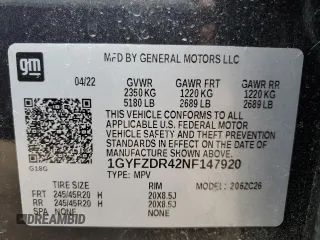 gm
MFD BY GENERAL MOTORS LLC
04/22 GVWR GAWR FRT GAWR RR
2350 KG 1220 KG 1220 KG
5180 LB 2689 LB 2689 LB
THIS VEHICLE CONFORMS TO ALL
APPLICABLE U.S. FEDERAL MOTOR
VEHICLE SAFETY AND THEFT PREVENTION
STANDARDS IN EFFECT ON THE DATE OF
MANUFACTURE SHOWN ABOVE.
1GYFZDR42NF147920
G18G
TYPE: MPV
TIRE SIZE RIM MODEL: 206ZC26
FRT 245/45R20 H 20X8.5J
RR 245/45R20 H 20X8.5J
SPA NONE NONE